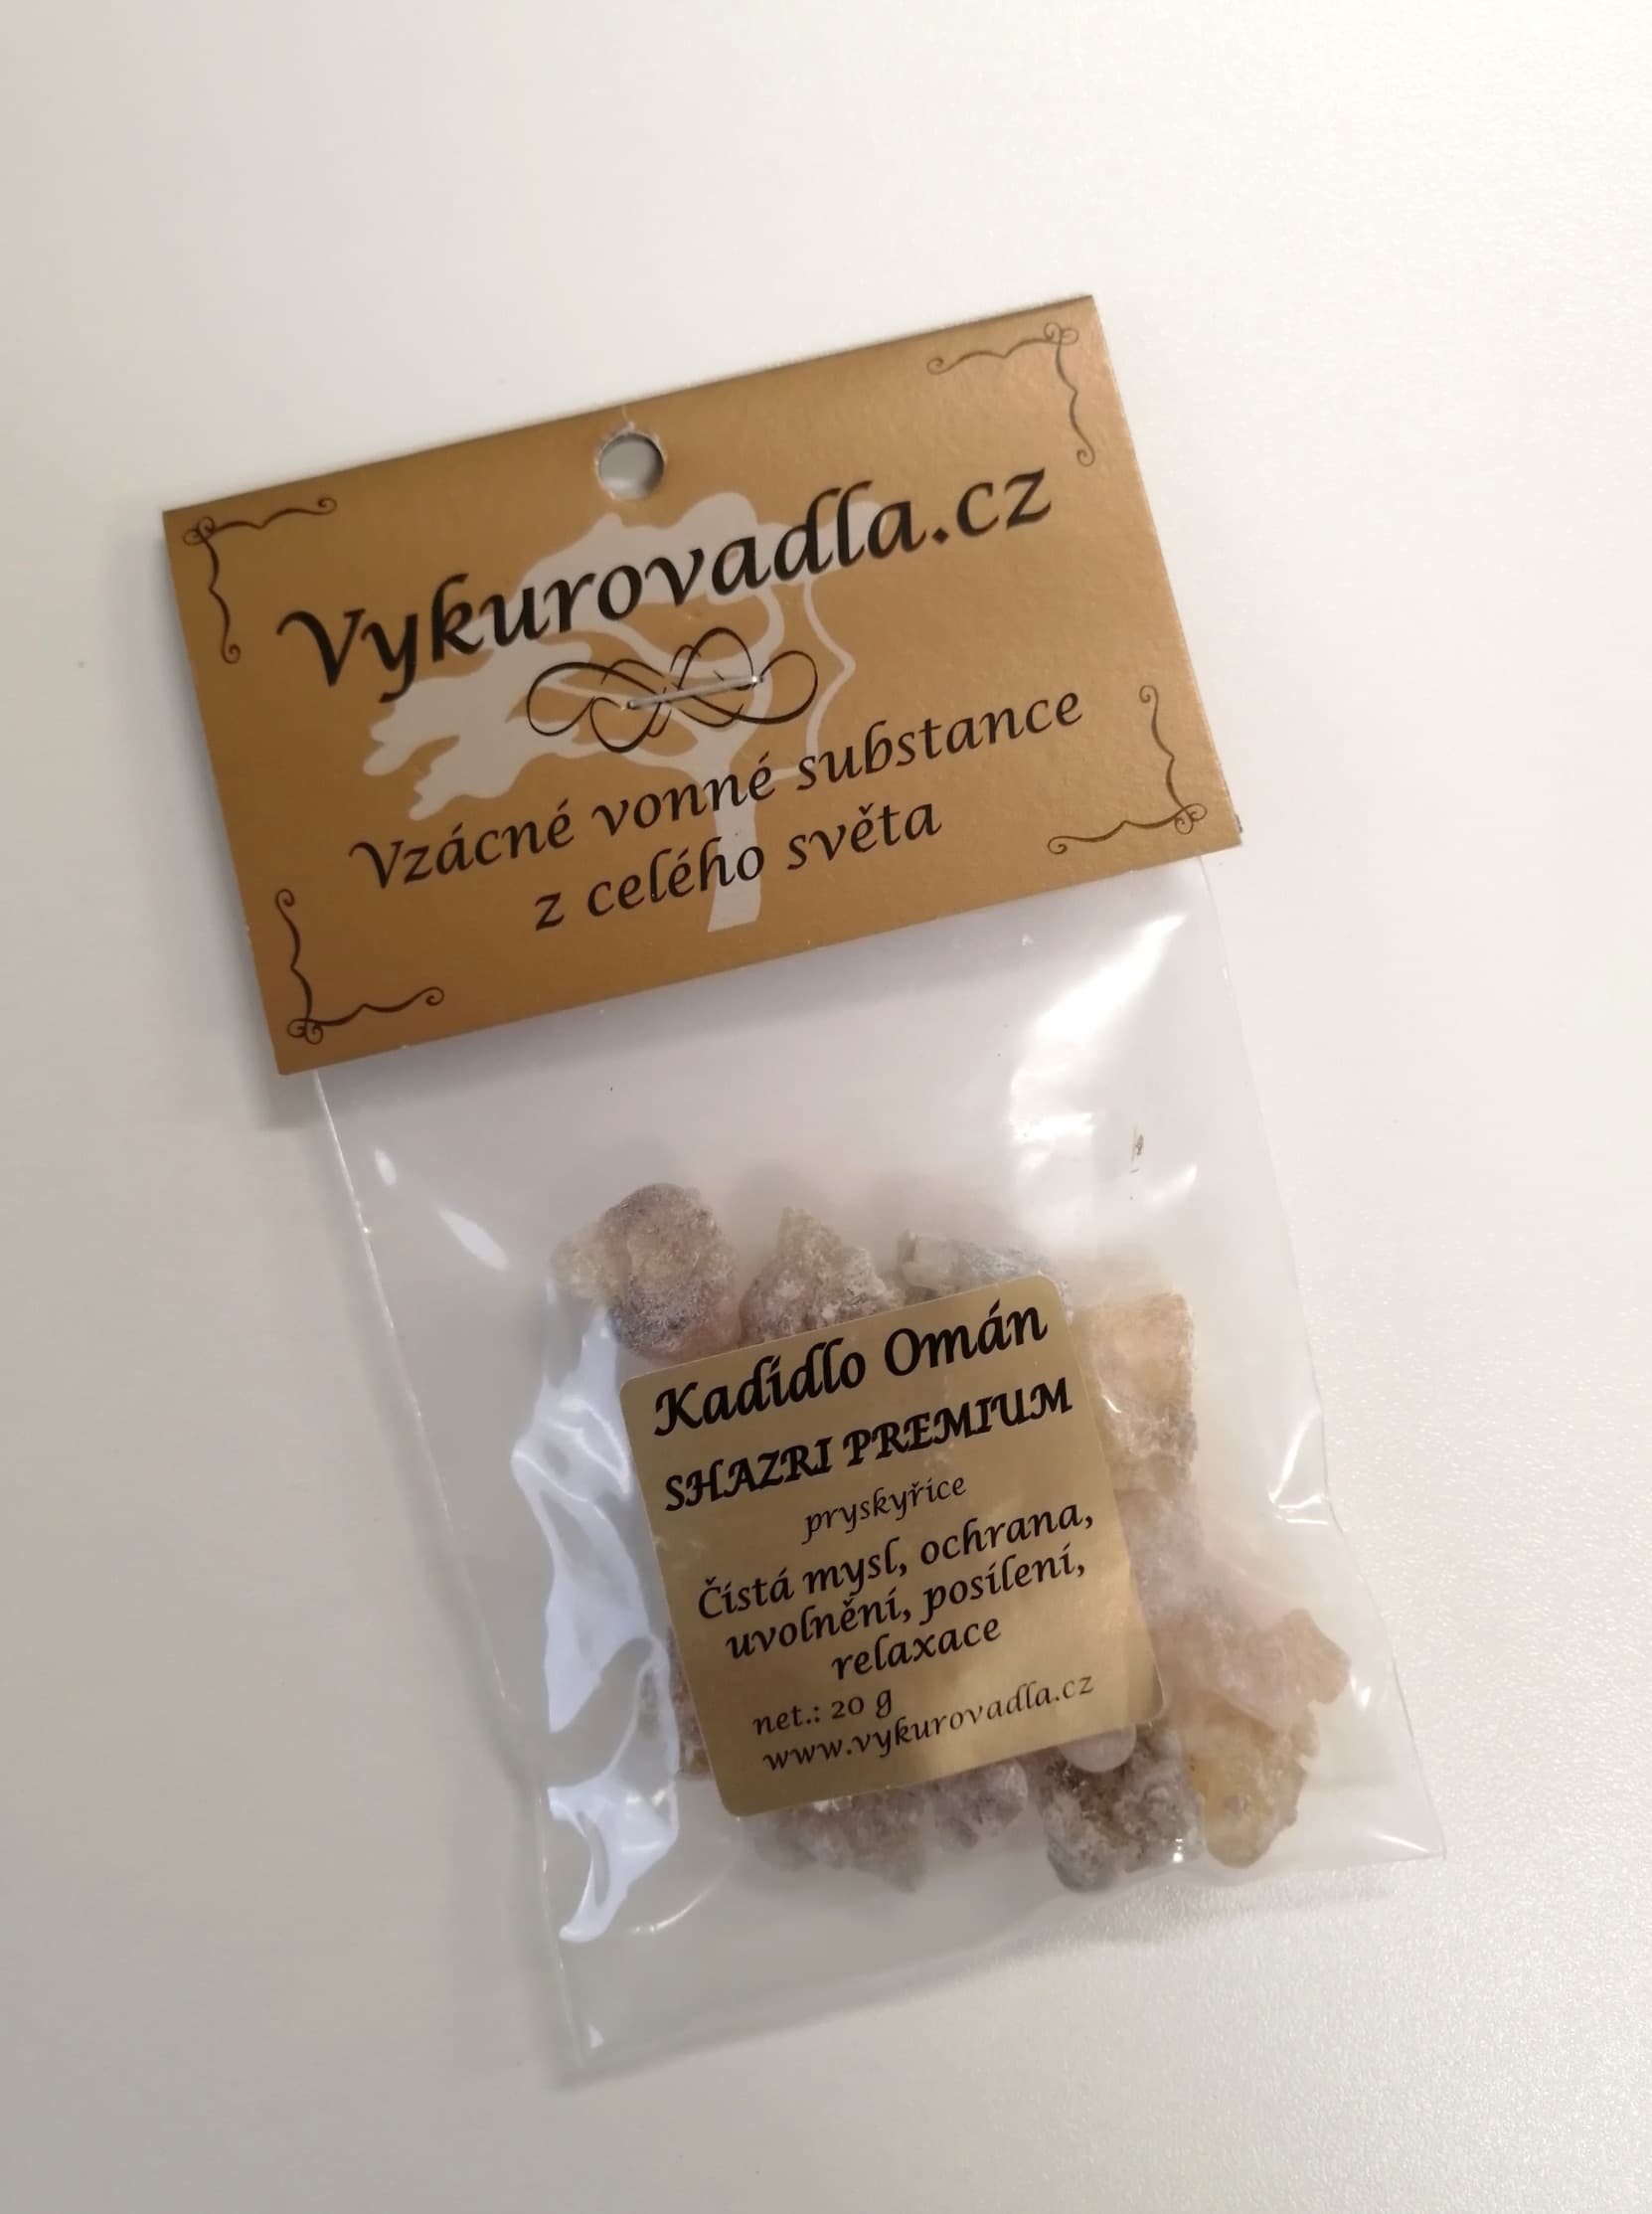 Vykurovadla.cz
Vzácné vonné substance
z celého světa
Kadidlo Omán
SHAZRI PREMIUM
pryskyřice
Čistá mysl, ochrana,
uvolnění, posílení,
relaxace
net.: 20 g
www.vykurovadla.cz